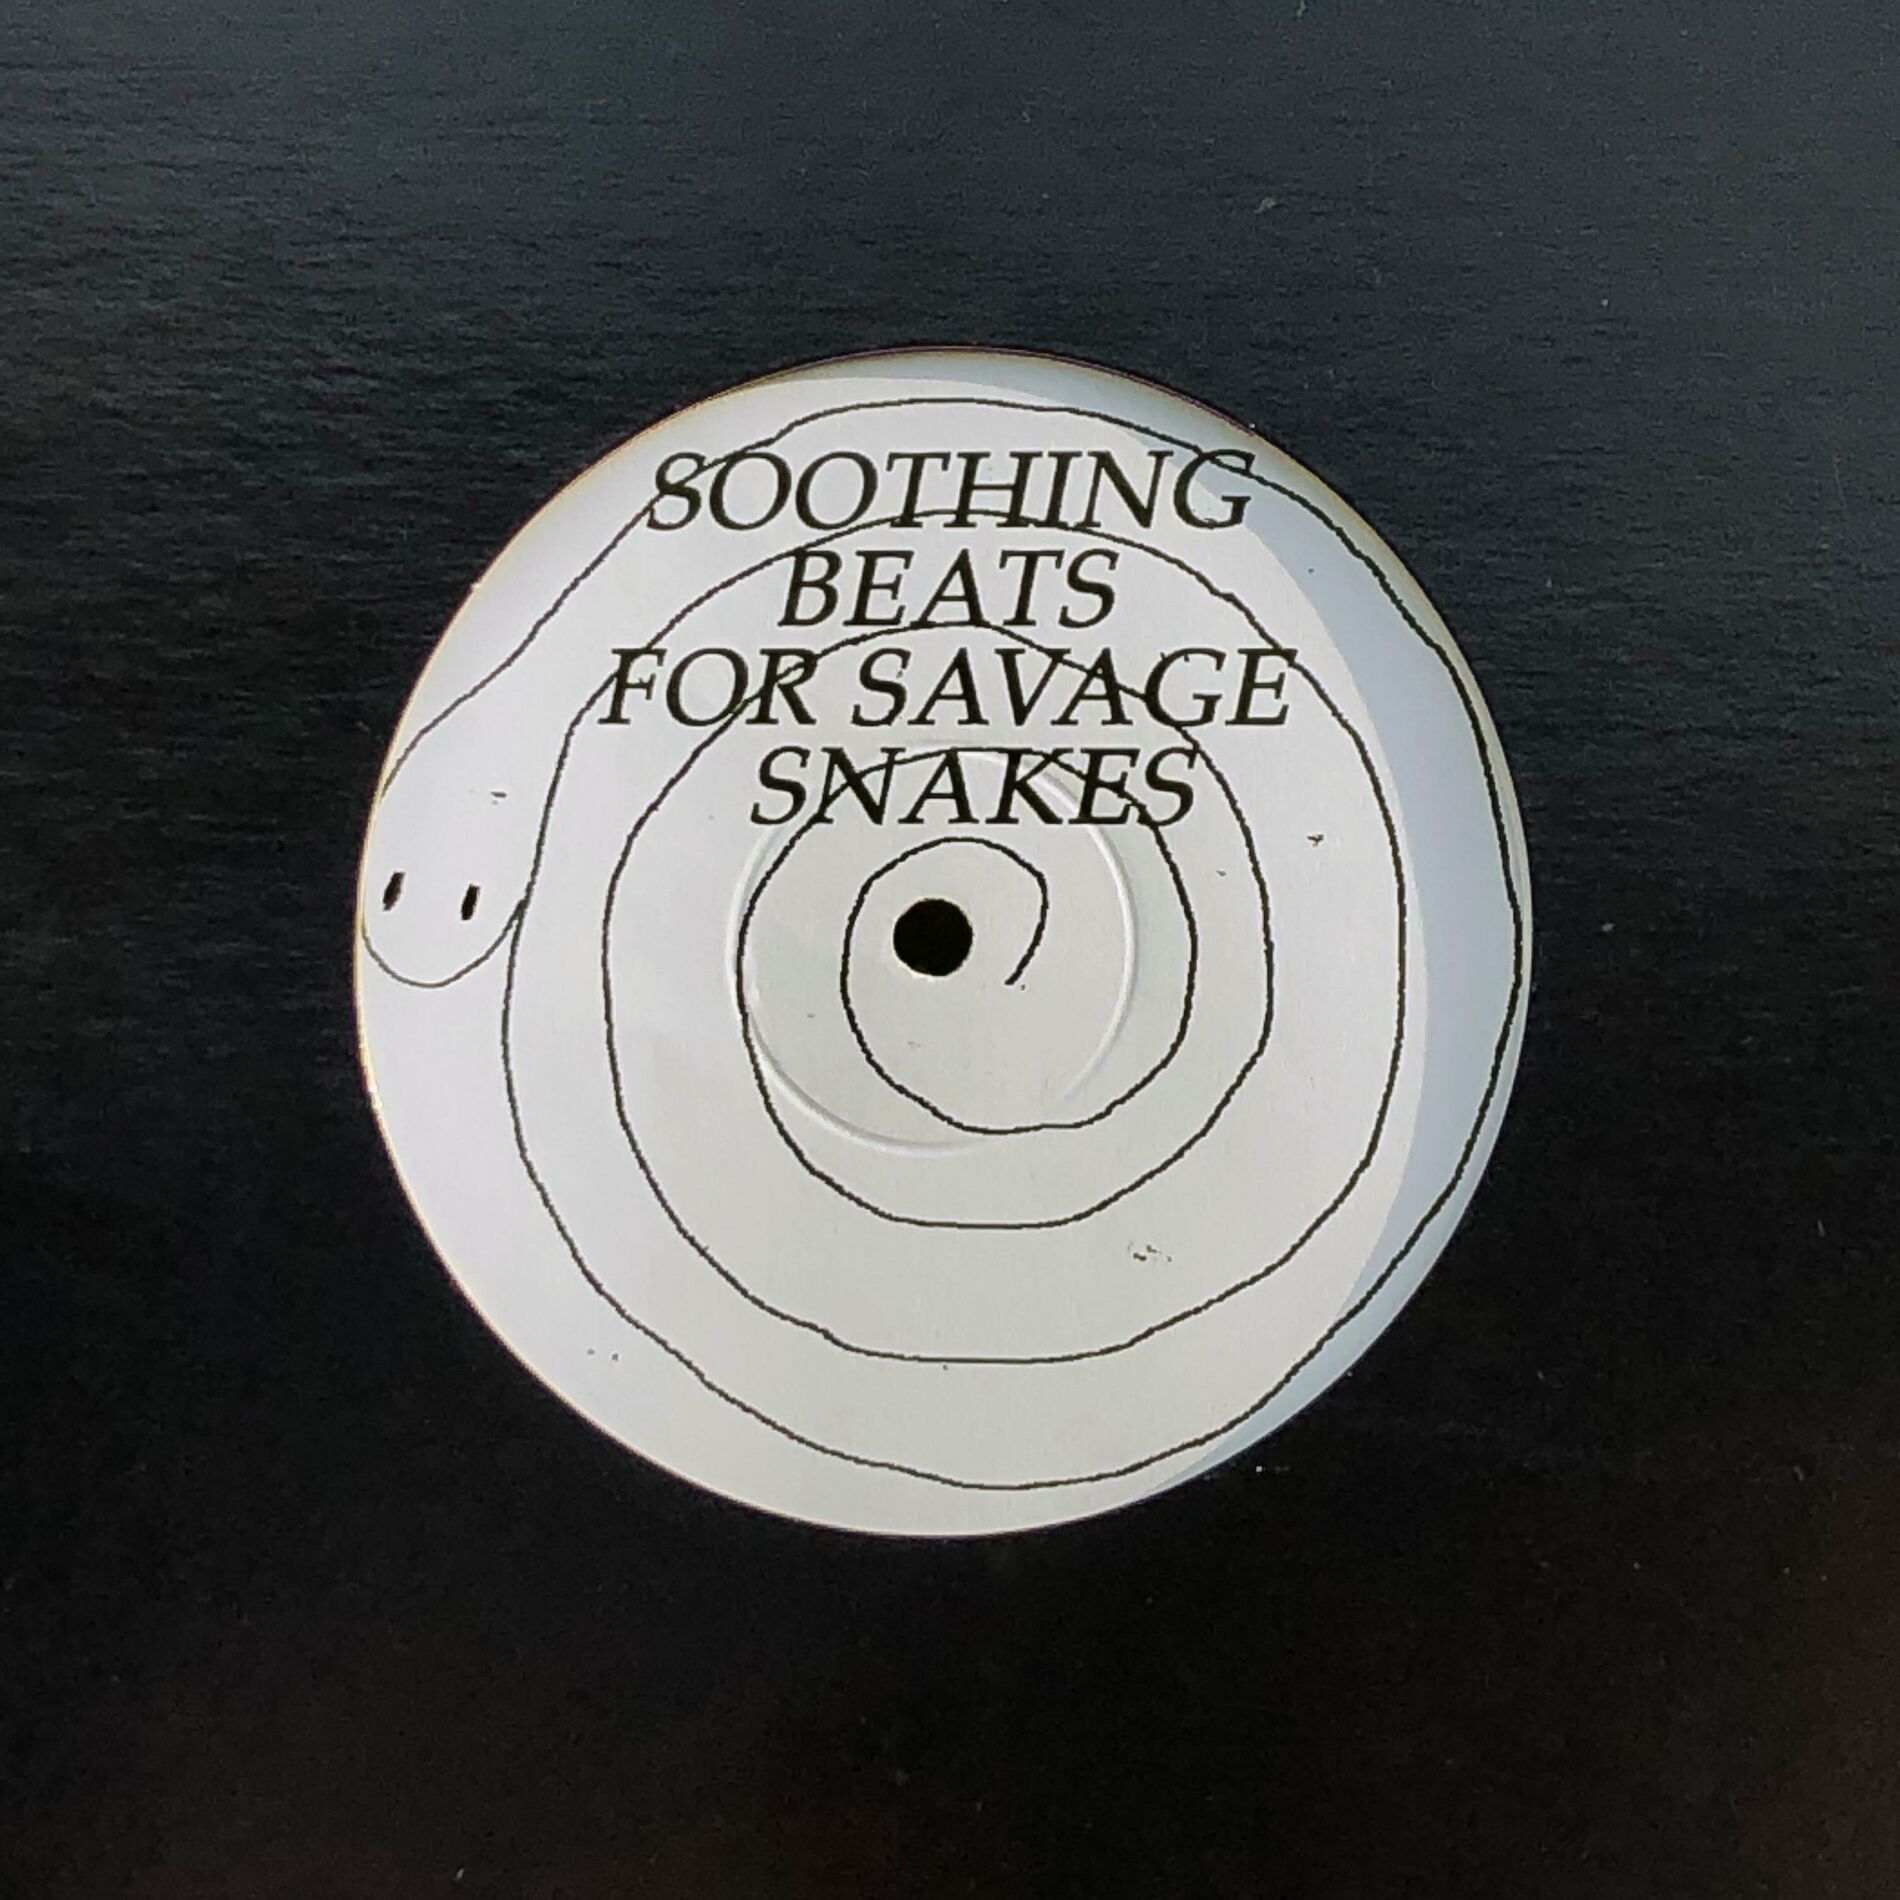 SOOTHING
BEATS
FOR SAVAGE
SNAKES